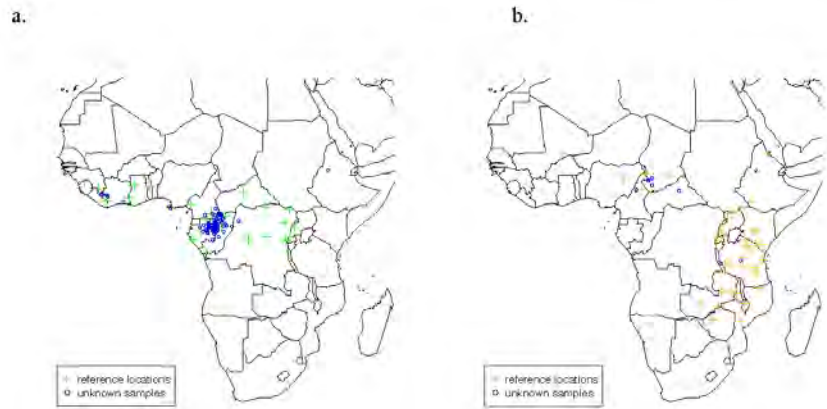 a.
b.
reference locations
unknown samples
reference locations
unknown samples